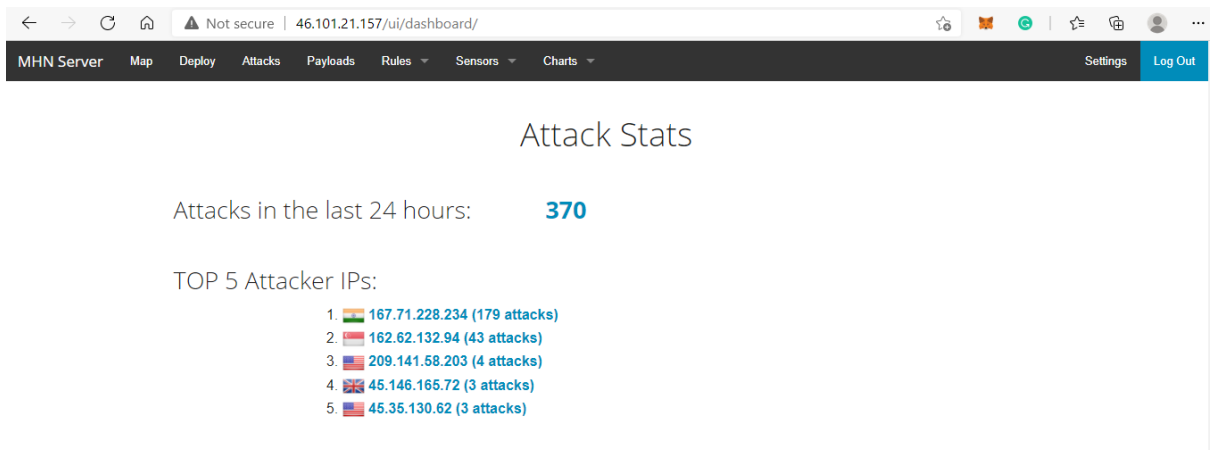 Not secure | 46.101.21.157/ui/dashboard/
MHN Server Map Deploy Attacks Payloads Rules Sensors Charts Settings Log Out
Attack Stats
Attacks in the last 24 hours: 370
TOP 5 Attacker IPs:
1. 167.71.228.234 (179 attacks)
2. 162.62.132.94 (43 attacks)
3. 209.141.58.203 (4 attacks)
4. 45.146.165.72 (3 attacks)
5. 45.35.130.62 (3 attacks)